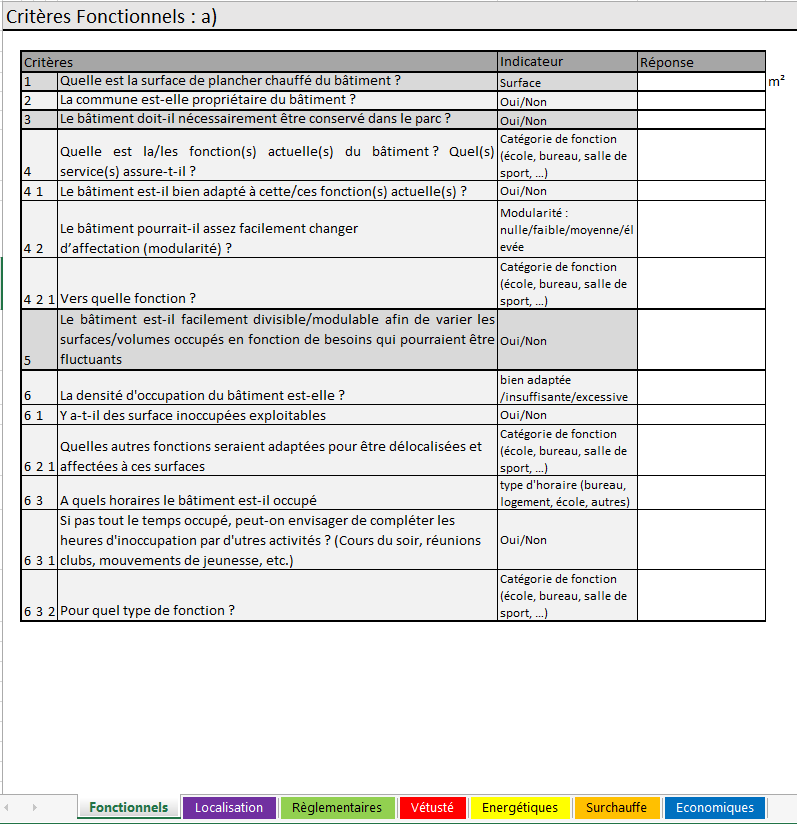 Critères Fonctionnels : a)
Critères Indicateur Réponse
1 Quelle est la surface de plancher chauffé du bâtiment ? Surface m²
2 La commune est-elle propriétaire du bâtiment ? Oui/Non
3 Le bâtiment doit-il nécessairement être conservé dans le parc ? Oui/Non
4 Quelle est la/les fonction(s) actuelle(s) du bâtiment ? Quel(s)
service(s) assure-t-il ?
Catégorie de fonction
(école, bureau, salle de
sport, ...)
4 1 Le bâtiment est-il bien adapté à cette/ces fonction(s) actuelle(s) ? Oui/Non
4 2 Le bâtiment pourrait-il assez facilement changer
d'affectation (modularité) ?
Modularité :
nulle/faible/moyenne/él
evée
4 2 1 Vers quelle fonction ?
Catégorie de fonction
(école, bureau, salle de
sport, ...)
5 Le bâtiment est-il facilement divisible/modulable afin de varier les
surfaces/volumes occupés en fonction de besoins qui pourraient être
fluctuants
Oui/Non
6 La densité d'occupation du bâtiment est-elle ?
bien adaptée
/insuffisante/excessive
6 1 Y a-t-il des surface inoccupées exploitables Oui/Non
6 2 1 Quelles autres fonctions seraient adaptées pour être délocalisées et
affectées à ces surfaces
Catégorie de fonction
(école, bureau, salle de
sport, ...)
6 3 A quels horaires le bâtiment est-il occupé
type d'horaire (bureau,
logement, école, autres)
6 3 1 Si pas tout le temps occupé, peut-on envisager de compléter les
heures d'inoccupation par d'utres activités ? (Cours du soir, réunions
clubs, mouvements de jeunesse, etc.)
Oui/Non
6 3 2 Pour quel type de fonction ?
Catégorie de fonction
(école, bureau, salle de
sport, ...)
Fonctionnels Localisation Règlementaires Vétusté Energétiques Surchauffe Economiques